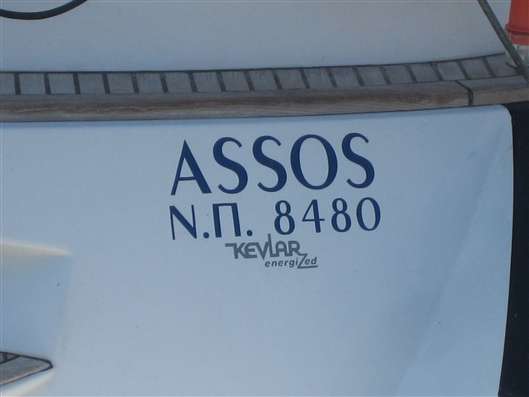 ASSOS
Ν.Π. 8480
KEVLAR
energiZed